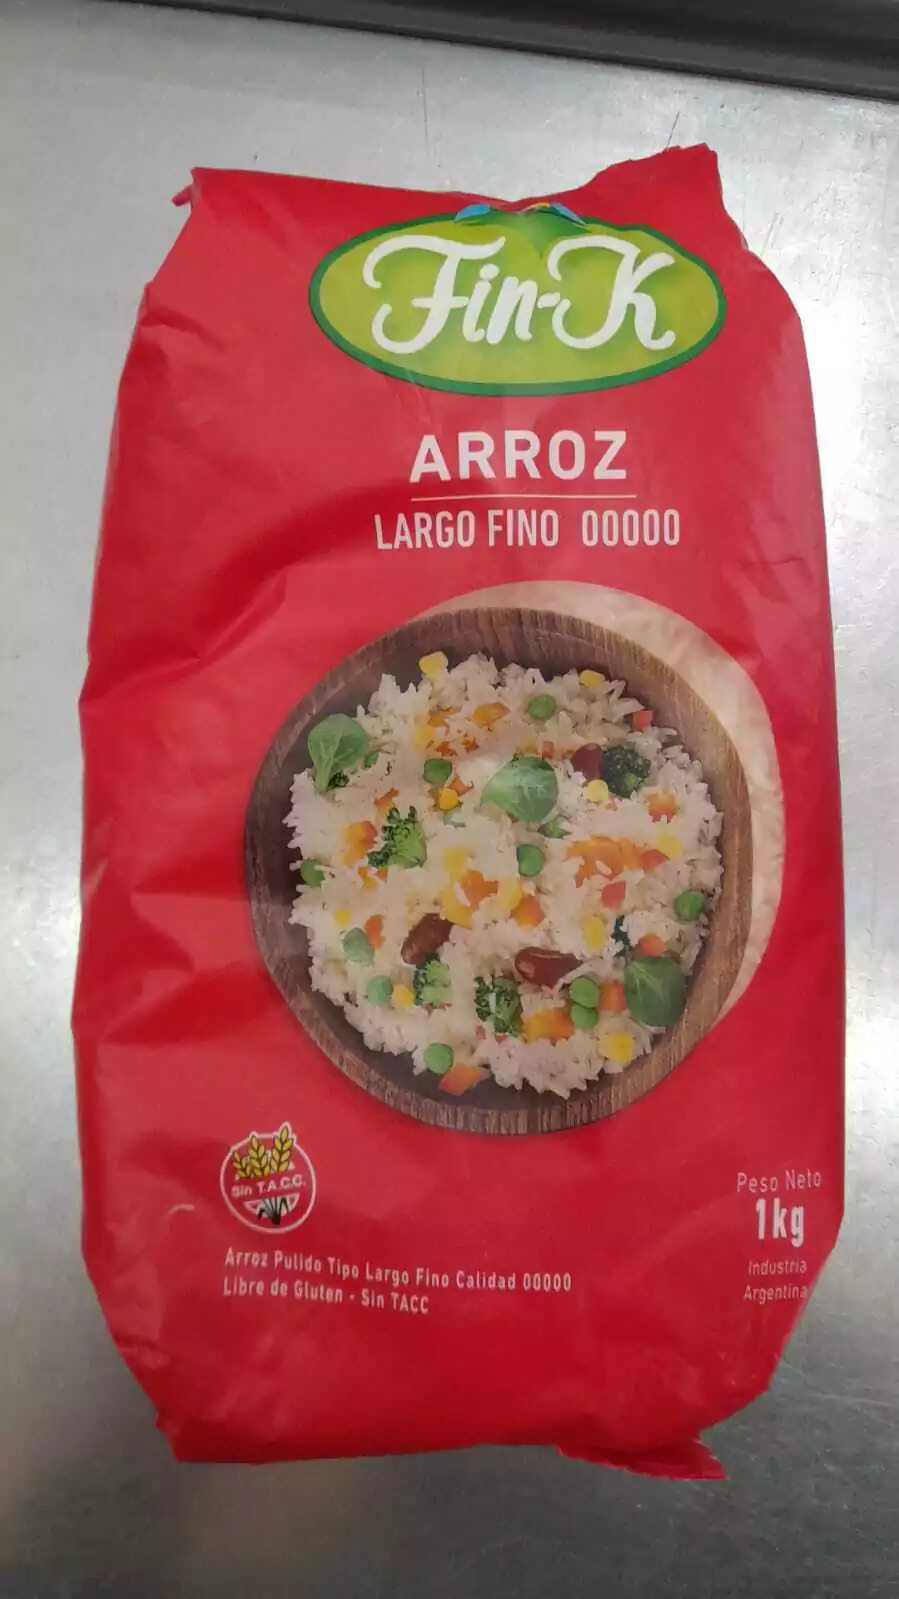 Fin-K
ARROZ
LARGO FINO 00000
Sin T.A.C.C.
Arroz Pulido Tipo Largo Fino Calidad 00000
Libre de Gluten - Sin TACC
Peso Neto
1kg
Industria
Argentina